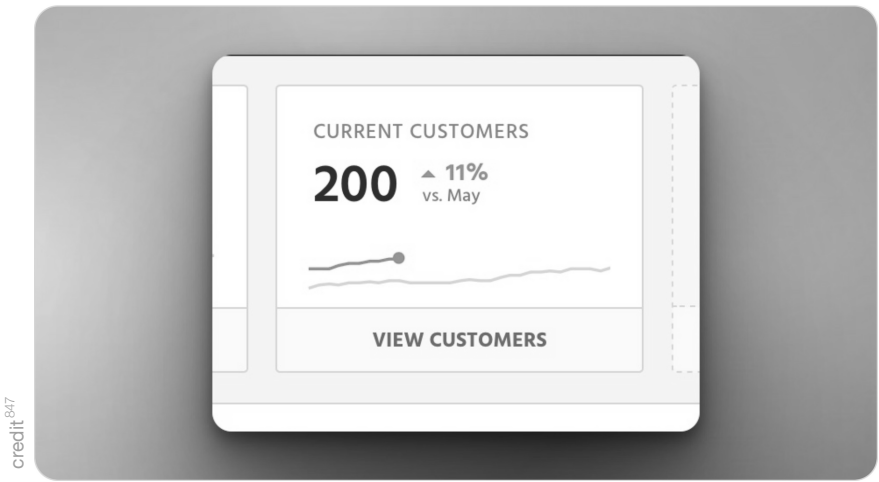 CURRENT CUSTOMERS
200
▲ 11%
vs. May
VIEW CUSTOMERS
credit847